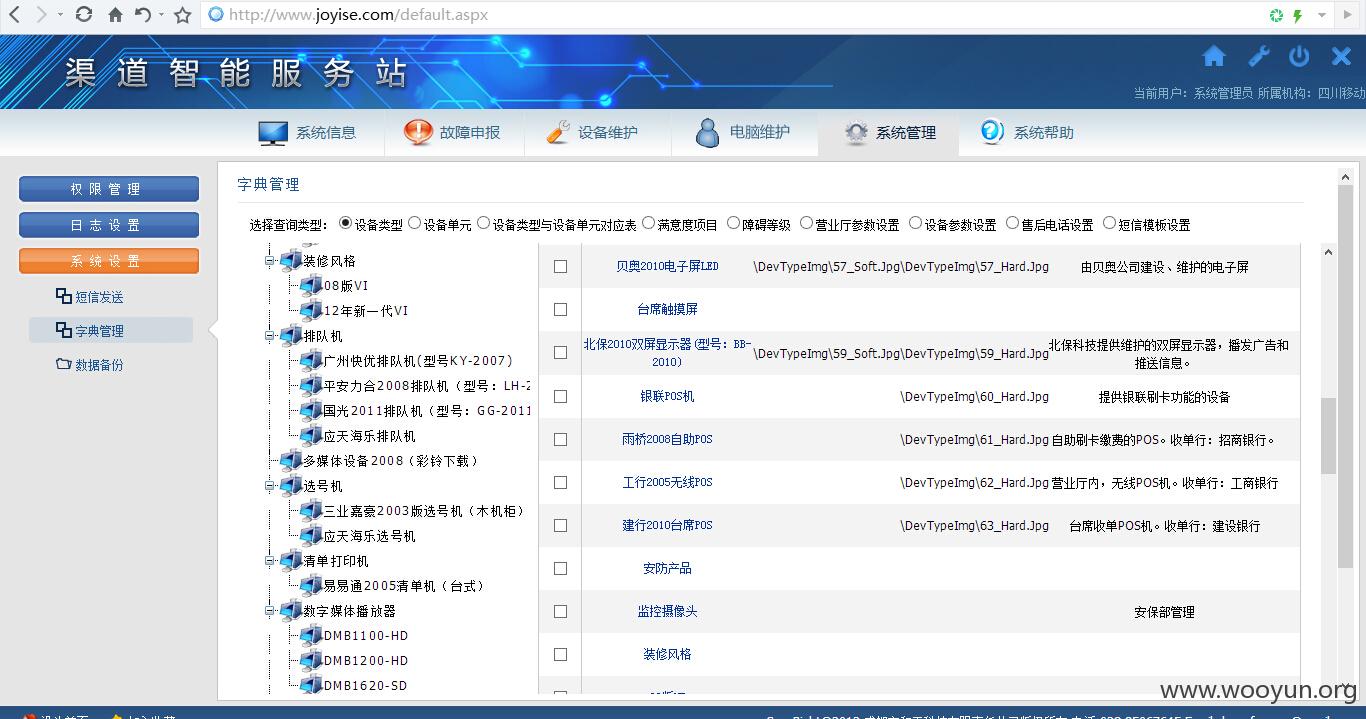 http://www.joyise.com/default.aspx
渠道智能服务站
当前用户：系统管理员 所属机构：四川移动
系统信息
故障申报
设备维护
电脑维护
系统管理
系统帮助
权限管理
日志设置
系统设置
短信发送
字典管理
数据备份
字典管理
选择查询类型： 设备类型 设备单元 设备类型与设备单元对应表 满意度项目 障碍等级 营业厅参数设置 设备参数设置 售后电话设置 短信模板设置
装修风格
08版VI
12年新一代VI
排队机
广州快优排队机(型号KY-2007)
平安力合2008排队机（型号：LH-2
国光2011排队机（型号：GG-2011
应天海乐排队机
多媒体设备2008（彩铃下载）
选号机
三业嘉豪2003版选号机（木机柜）
应天海乐选号机
清单打印机
易易通2005清单机（台式）
数字媒体播放器
DMB1100-HD
DMB1200-HD
DMB1620-SD
贝奥2010电子屏LED \DevTypeImg\57_Soft.Jpg\DevTypeImg\57_Hard.Jpg 由贝奥公司建设、维护的电子屏
台席触摸屏
北保2010双屏显示器(型号：BB-2010) \DevTypeImg\59_Soft.Jpg\DevTypeImg\59_Hard.Jpg 北保科技提供维护的双屏显示器，播发广告和推送信息。
银联POS机 \DevTypeImg\60_Hard.Jpg 提供银联刷卡功能的设备
雨桥2008自助POS \DevTypeImg\61_Hard.Jpg 自助刷卡缴费的POS。收单行：招商银行。
工行2005无线POS \DevTypeImg\62_Hard.Jpg 营业厅内，无线POS机。收单行：工商银行
建行2010台席POS \DevTypeImg\63_Hard.Jpg 台席收单POS机。收单行：建设银行
安防产品
监控摄像头 安保部管理
装修风格
www.wooyun.org